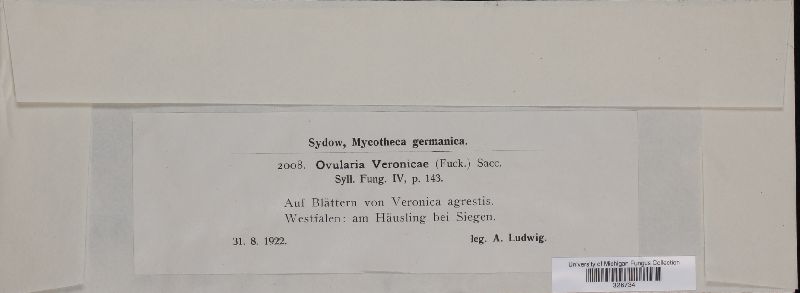 Sydow, Mycotheca germanica.
2008. Ovularia Veronicae (Fuck.) Sacc.
Syll. Fung. IV, p. 143.
Auf Blättern von Veronica agrestis.
Westfalen: am Häusling bei Siegen.
31. 8. 1922. leg. A. Ludwig.
University of Michigan Fungus Collection
326734